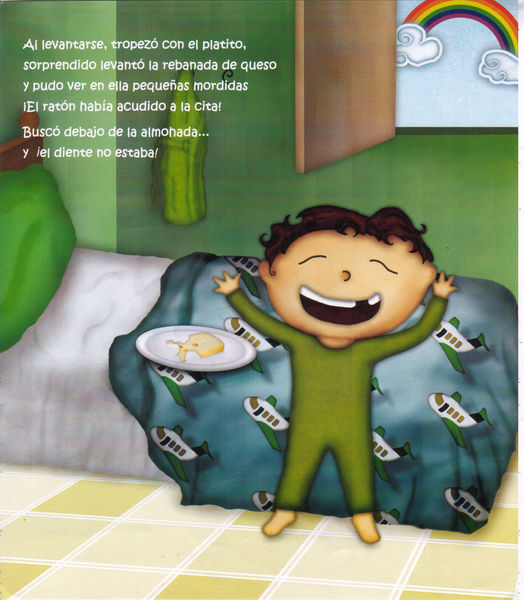 Al levantarse, tropezó con el platito,
sorprendido levantó la rebanada de queso
y pudo ver en ella pequeñas mordidas
¡El ratón había acudido a la cita!
Buscó debajo de la almohada...
y ¡el diente no estaba!